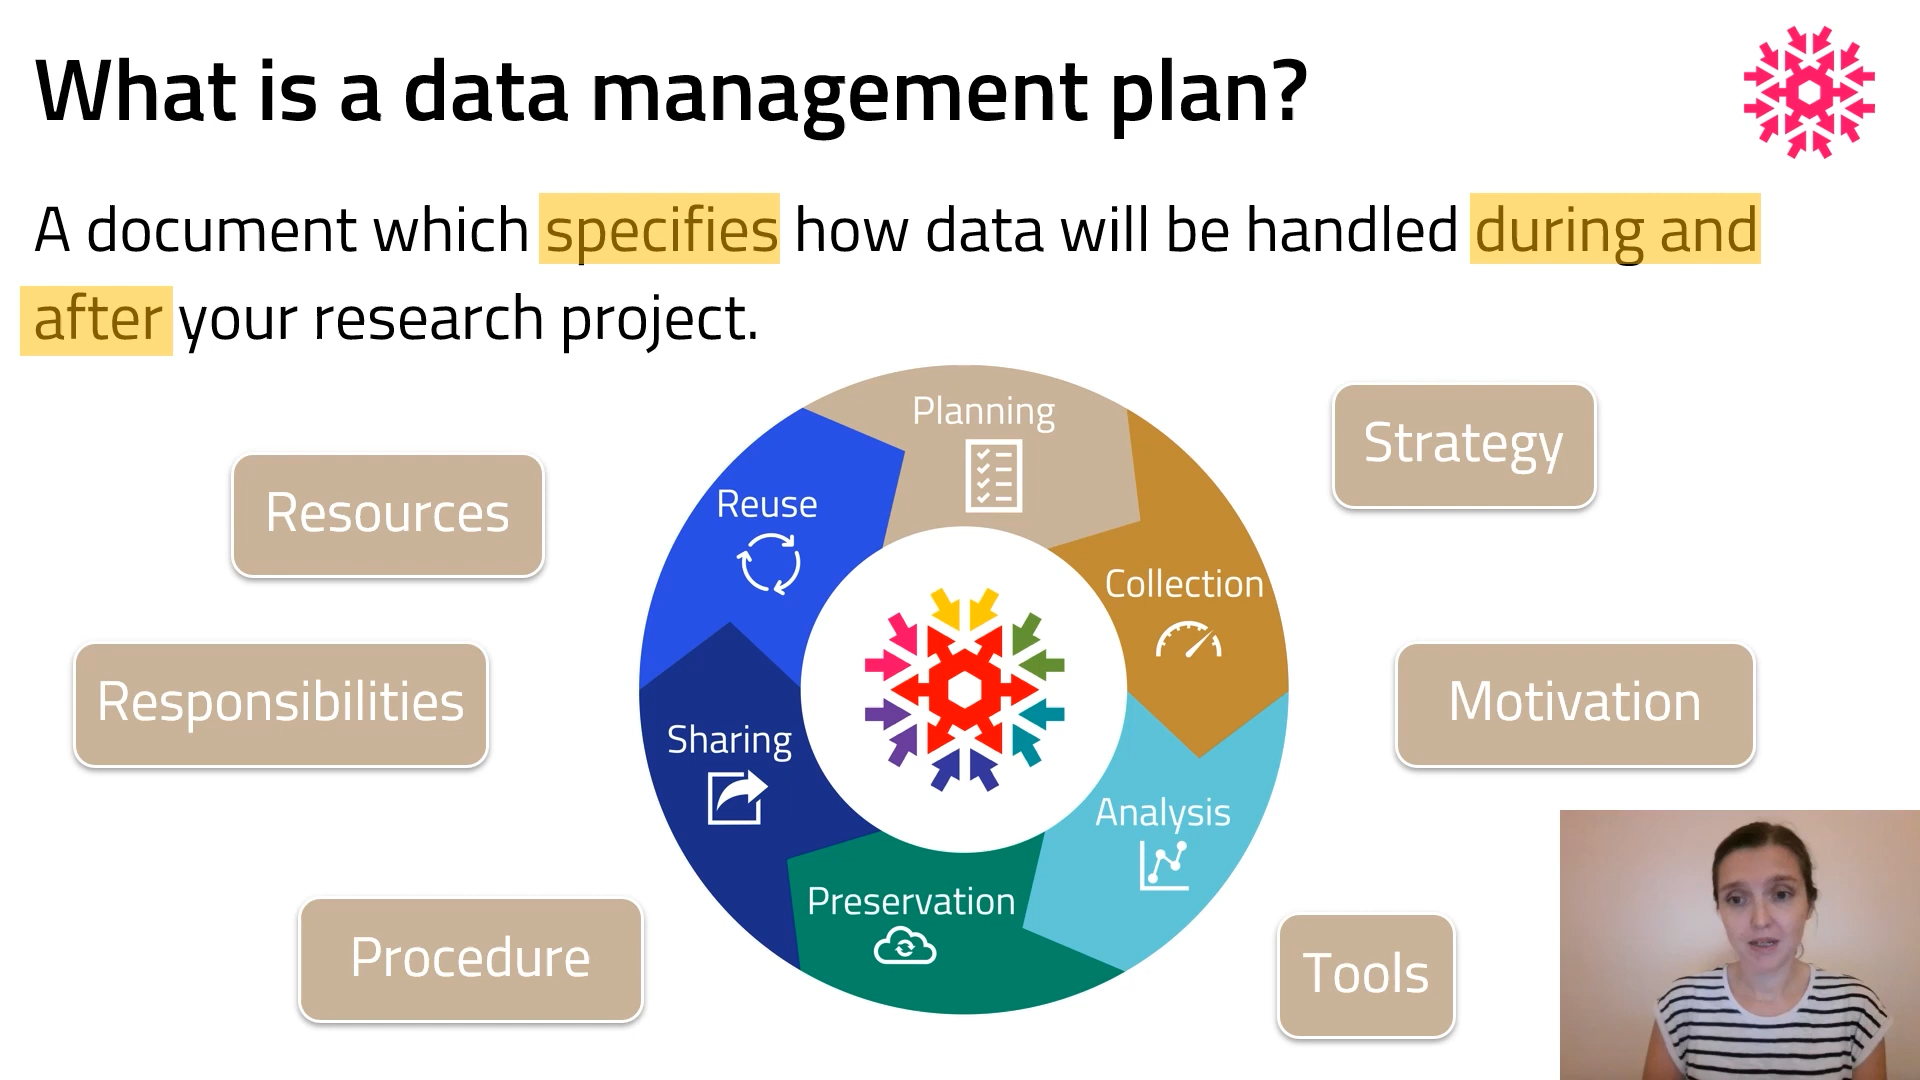 What is a data management plan?
A document which specifies how data will be handled during and
after your research project.
Planning
Strategy
Resources
Reuse
Collection
Responsibilities
Motivation
Sharing
Analysis
Preservation
Procedure
Tools